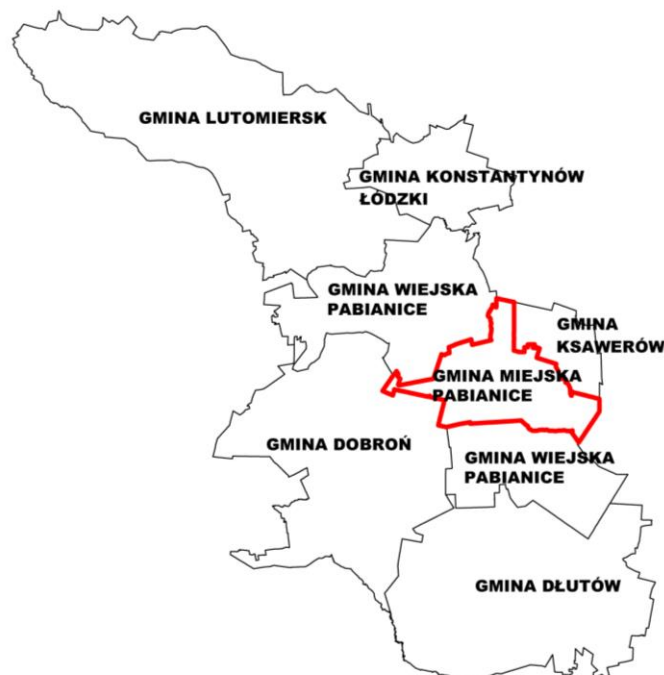 GMINA LUTOMIERSK
GMINA KONSTANTYNÓW
ŁÓDZKI
GMINA WIEJSKA
PABIANICE
GMINA
KSAWERÓW
GMINA MIEJSKA
PABIANICE
GMINA DOBROŃ
GMINA WIEJSKA
PABIANICE
GMINA DŁUTÓW